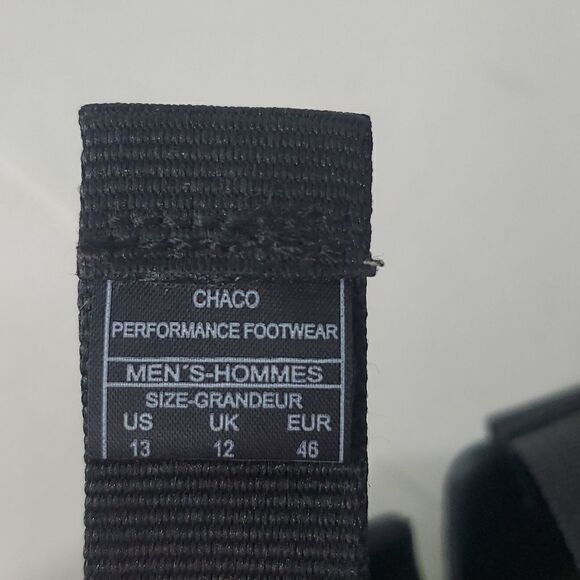 CHACO
PERFORMANCE FOOTWEAR
MEN´S-HOMMES
SIZE-GRANDEUR
US UK EUR
13 12 46